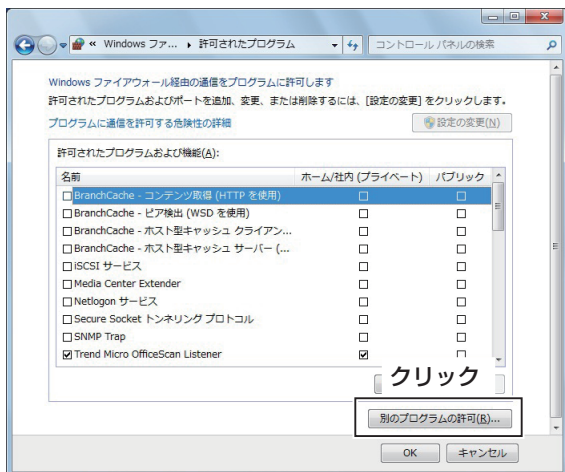 Windows ファ... 許可されたプログラム コントロール パネルの検索
Windows ファイアウォール経由の通信をプログラムに許可します
許可されたプログラムおよびポートを追加、変更、または削除するには、[設定の変更] をクリックします。
プログラムに通信を許可する危険性の詳細 設定の変更(N)
許可されたプログラムおよび機能(A):
名前 ホーム/社内 (プライベート) パブリック
BranchCache - コンテンツ取得 (HTTP を使用)
BranchCache - ピア検出 (WSD を使用)
BranchCache - ホスト型キャッシュ クライアン...
BranchCache - ホスト型キャッシュ サーバー (...
iSCSI サービス
Media Center Extender
Netlogon サービス
Secure Socket トンネリング プロトコル
SNMP Trap
Trend Micro OfficeScan Listener
クリック
別のプログラムの許可(R)...
OK キャンセル